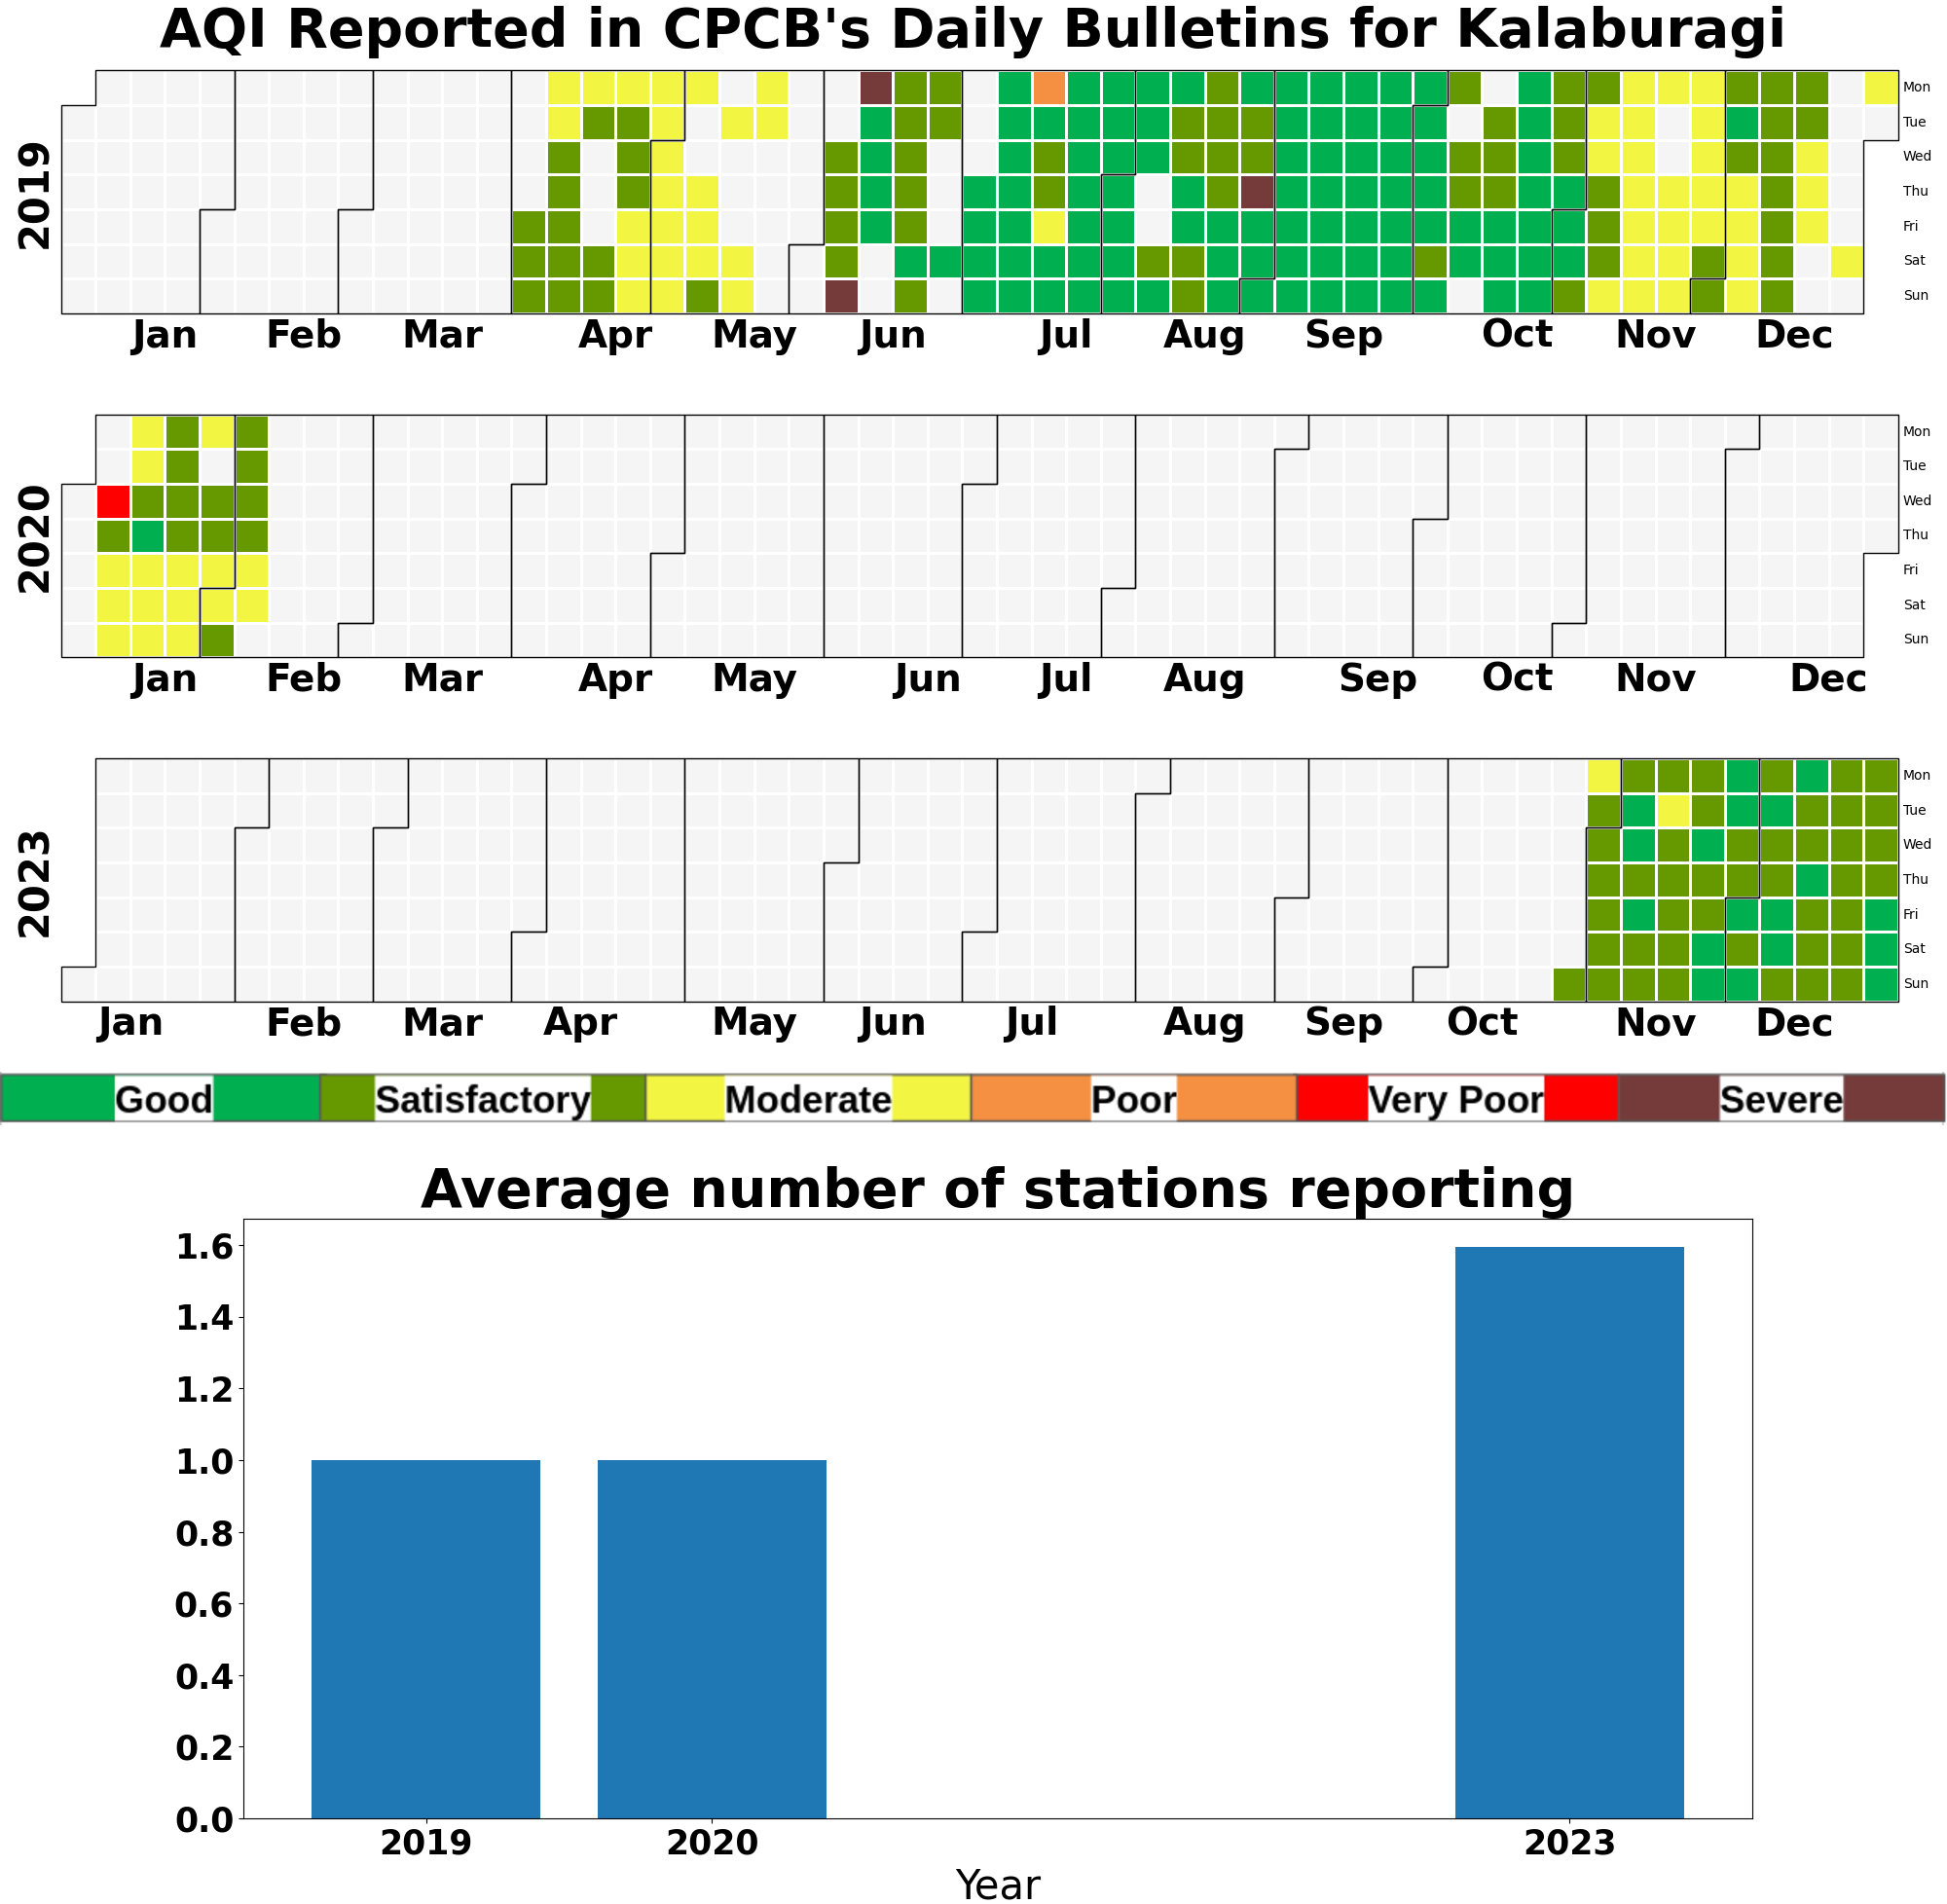 AQI Reported in CPCB's Daily Bulletins for Kalaburagi
2019
Mon
Tue
Wed
Thu
Fri
Sat
Sun
Jan Feb Mar Apr May Jun Jul Aug Sep Oct Nov Dec
2020
Mon
Tue
Wed
Thu
Fri
Sat
Sun
Jan Feb Mar Apr May Jun Jul Aug Sep Oct Nov Dec
2023
Mon
Tue
Wed
Thu
Fri
Sat
Sun
Jan Feb Mar Apr May Jun Jul Aug Sep Oct Nov Dec
Good Satisfactory Moderate Poor Very Poor Severe
Average number of stations reporting
1.6
1.4
1.2
1.0
0.8
0.6
0.4
0.2
0.0
2019 2020 2023
Year